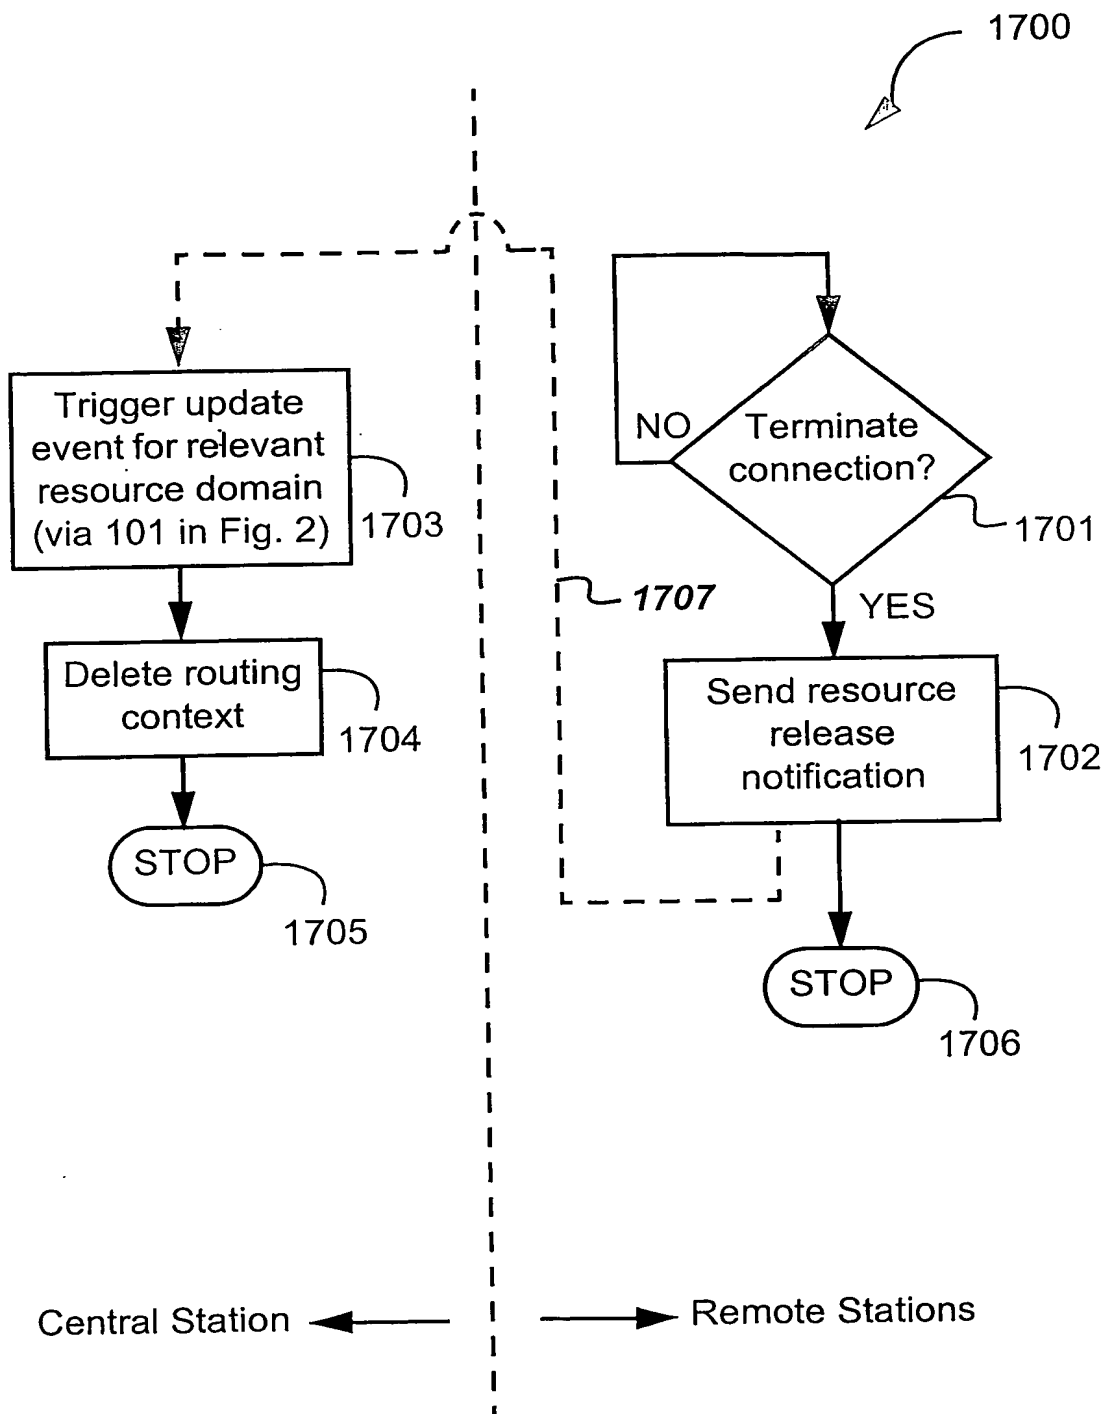 1700
Trigger update
event for relevant
resource domain
(via 101 in Fig. 2)
1703
Delete routing
context
1704
STOP
1705
NO
Terminate
connection?
1701
1707
YES
Send resource
release
notification
1702
STOP
1706
Central Station
Remote Stations